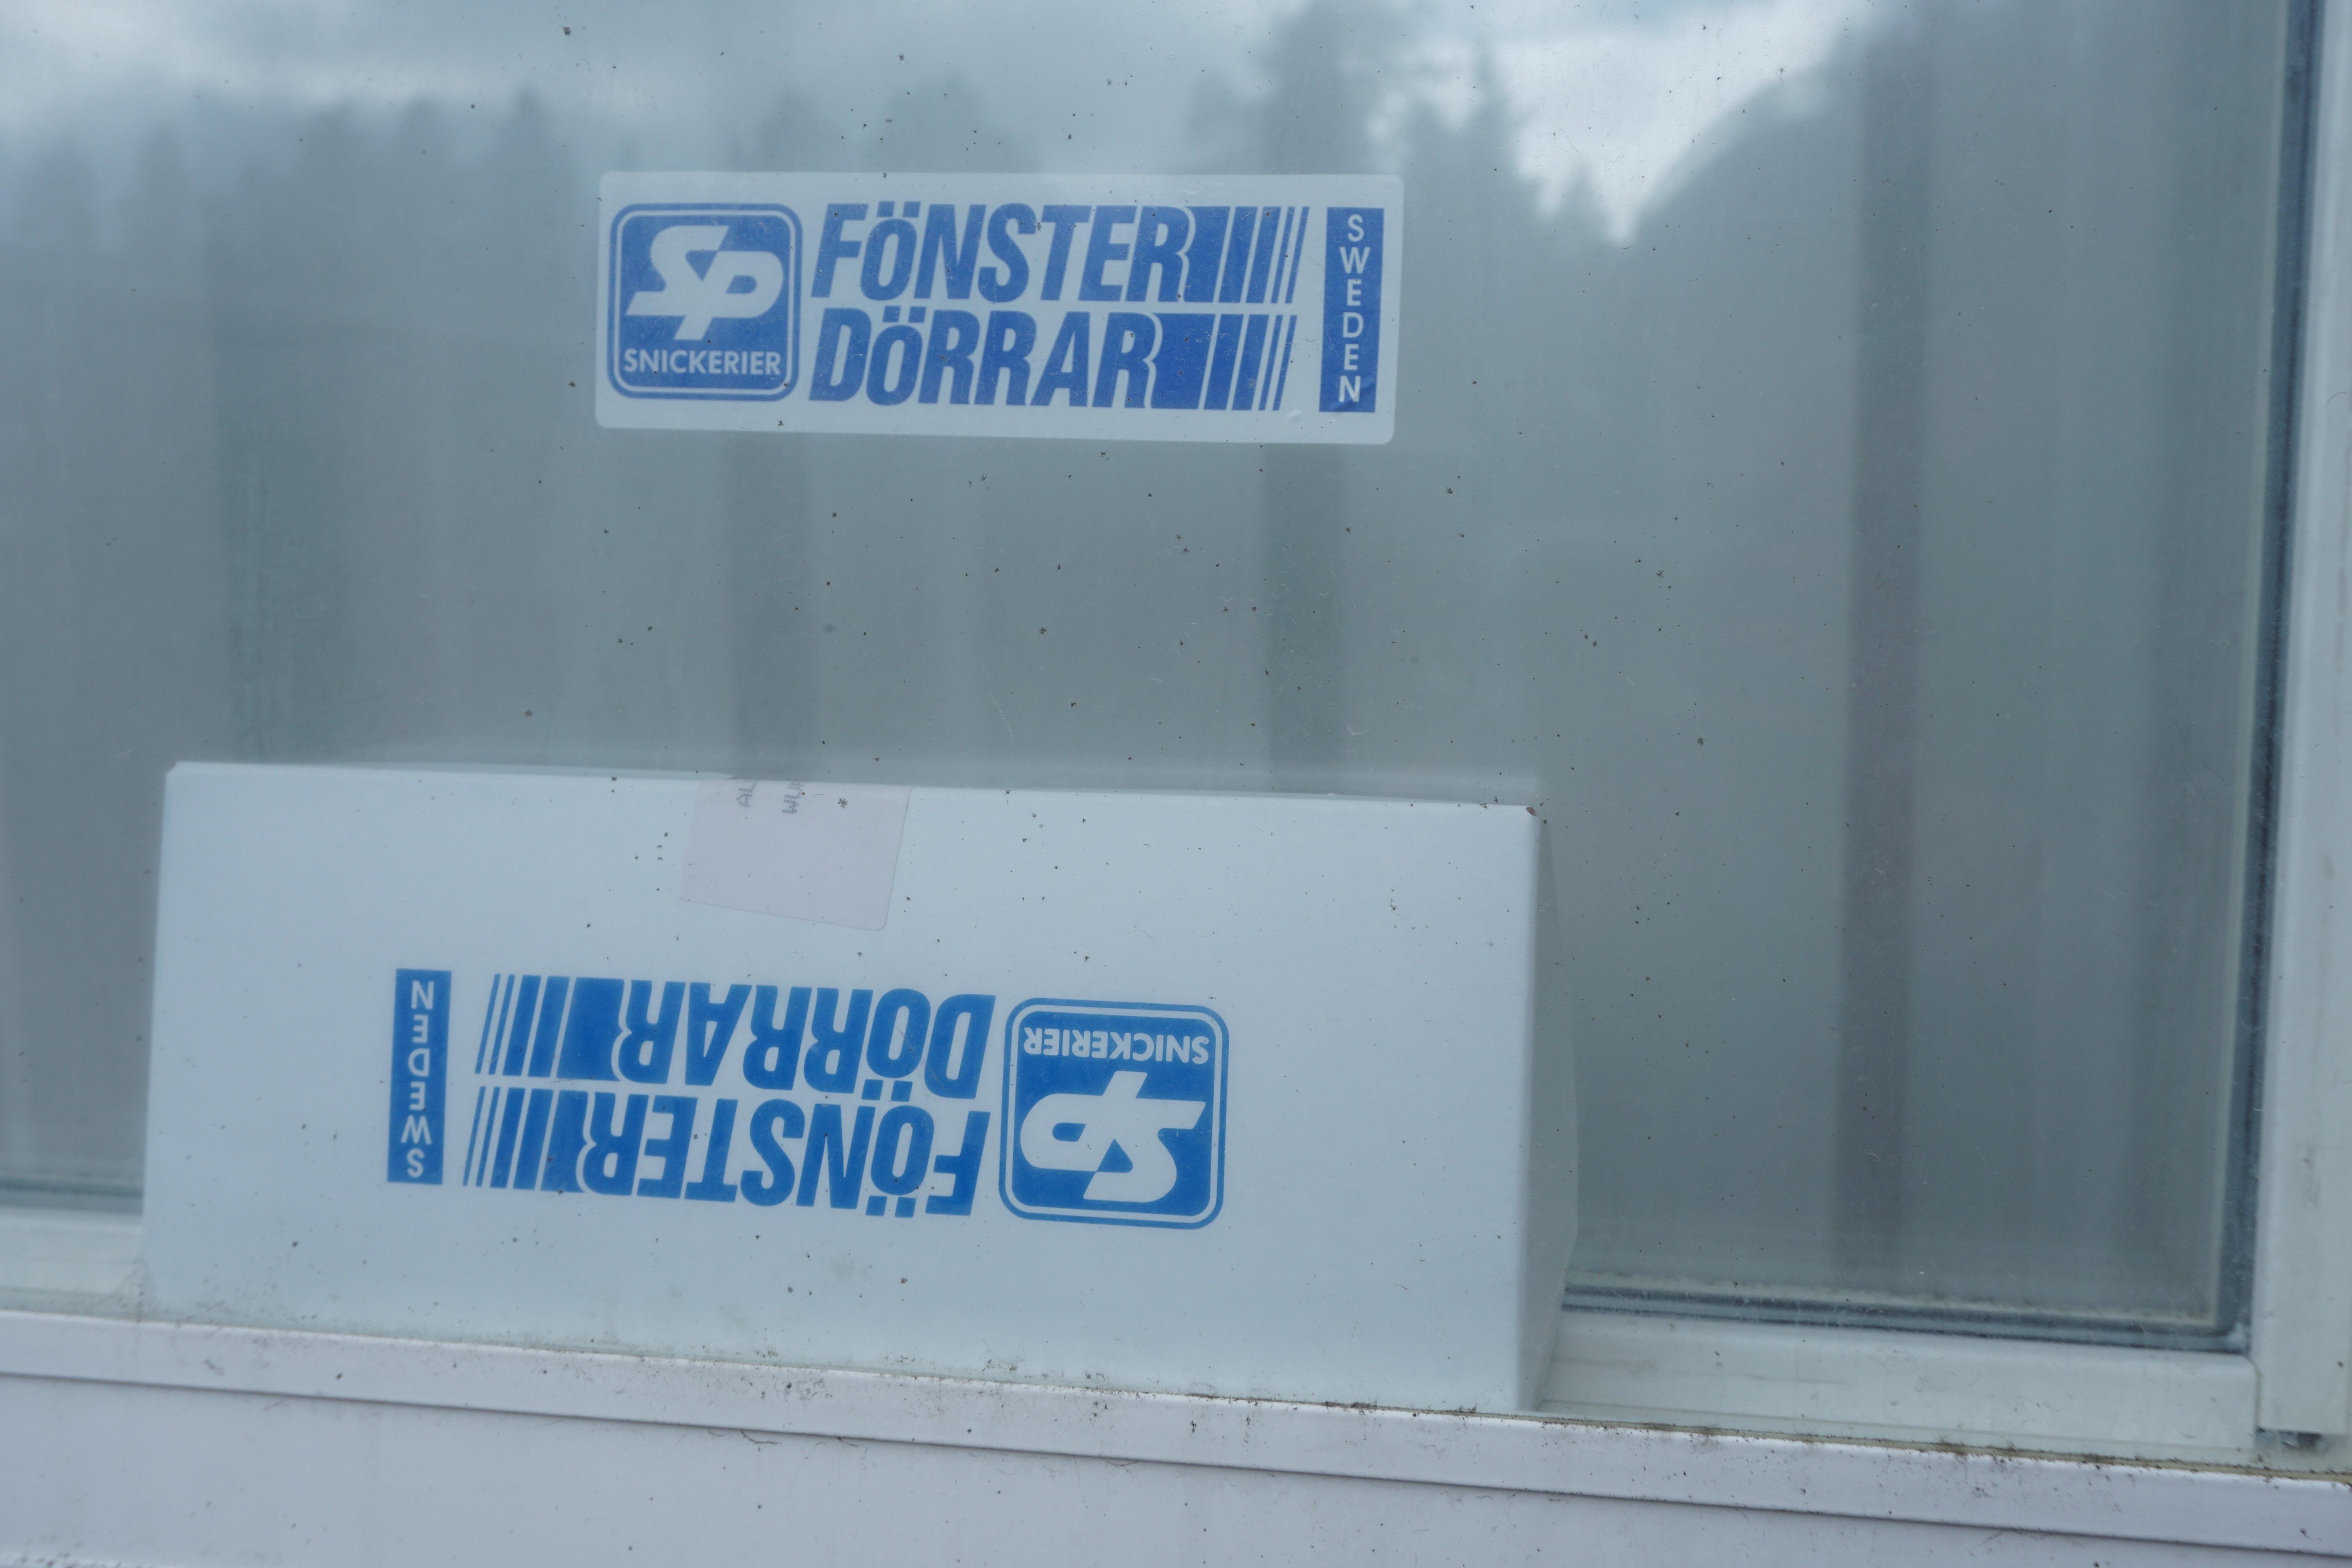 SP
SNICKERIER
FÖNSTER
DÖRRAR
SWEDEN
SP
SNICKERIER
FÖNSTER
DÖRRAR
SWEDEN